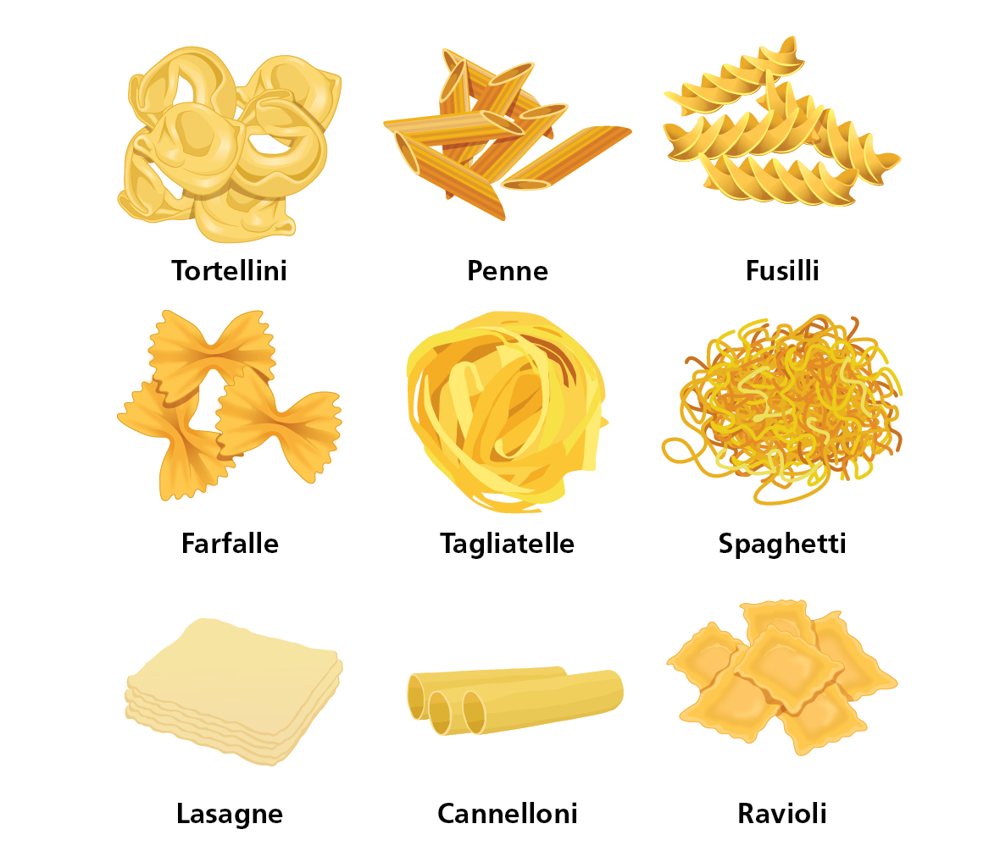 Tortellini
Penne
Fusilli
Farfalle
Tagliatelle
Spaghetti
Lasagne
Cannelloni
Ravioli